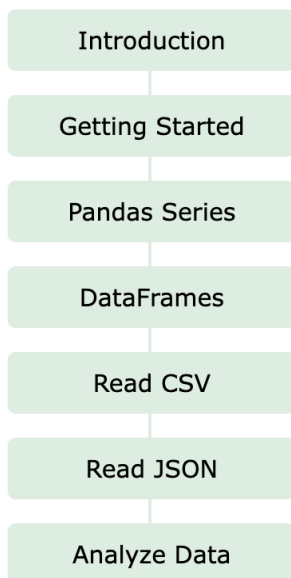 Introduction
Getting Started
Pandas Series
DataFrames
Read CSV
Read JSON
Analyze Data